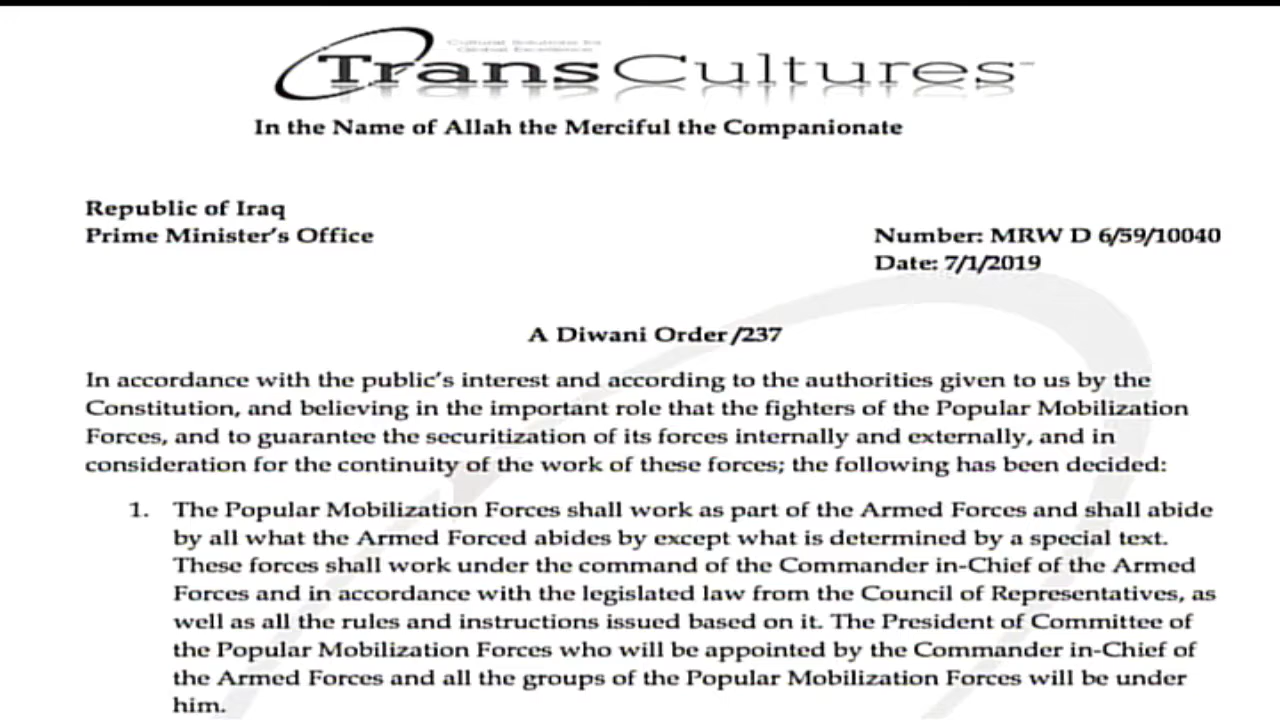 Cultural Solutions for
Global Excellence
TransCultures
In the Name of Allah the Merciful the Companionate
Republic of Iraq
Prime Minister's Office
Number: MRW D 6/59/10040
Date: 7/1/2019
A Diwani Order /237
In accordance with the public's interest and according to the authorities given to us by the
Constitution, and believing in the important role that the fighters of the Popular Mobilization
Forces, and to guarantee the securitization of its forces internally and externally, and in
consideration for the continuity of the work of these forces; the following has been decided:
1. The Popular Mobilization Forces shall work as part of the Armed Forces and shall abide
by all what the Armed Forced abides by except what is determined by a special text.
These forces shall work under the command of the Commander in-Chief of the Armed
Forces and in accordance with the legislated law from the Council of Representatives, as
well as all the rules and instructions issued based on it. The President of Committee of
the Popular Mobilization Forces who will be appointed by the Commander in-Chief of
the Armed Forces and all the groups of the Popular Mobilization Forces will be under
him.